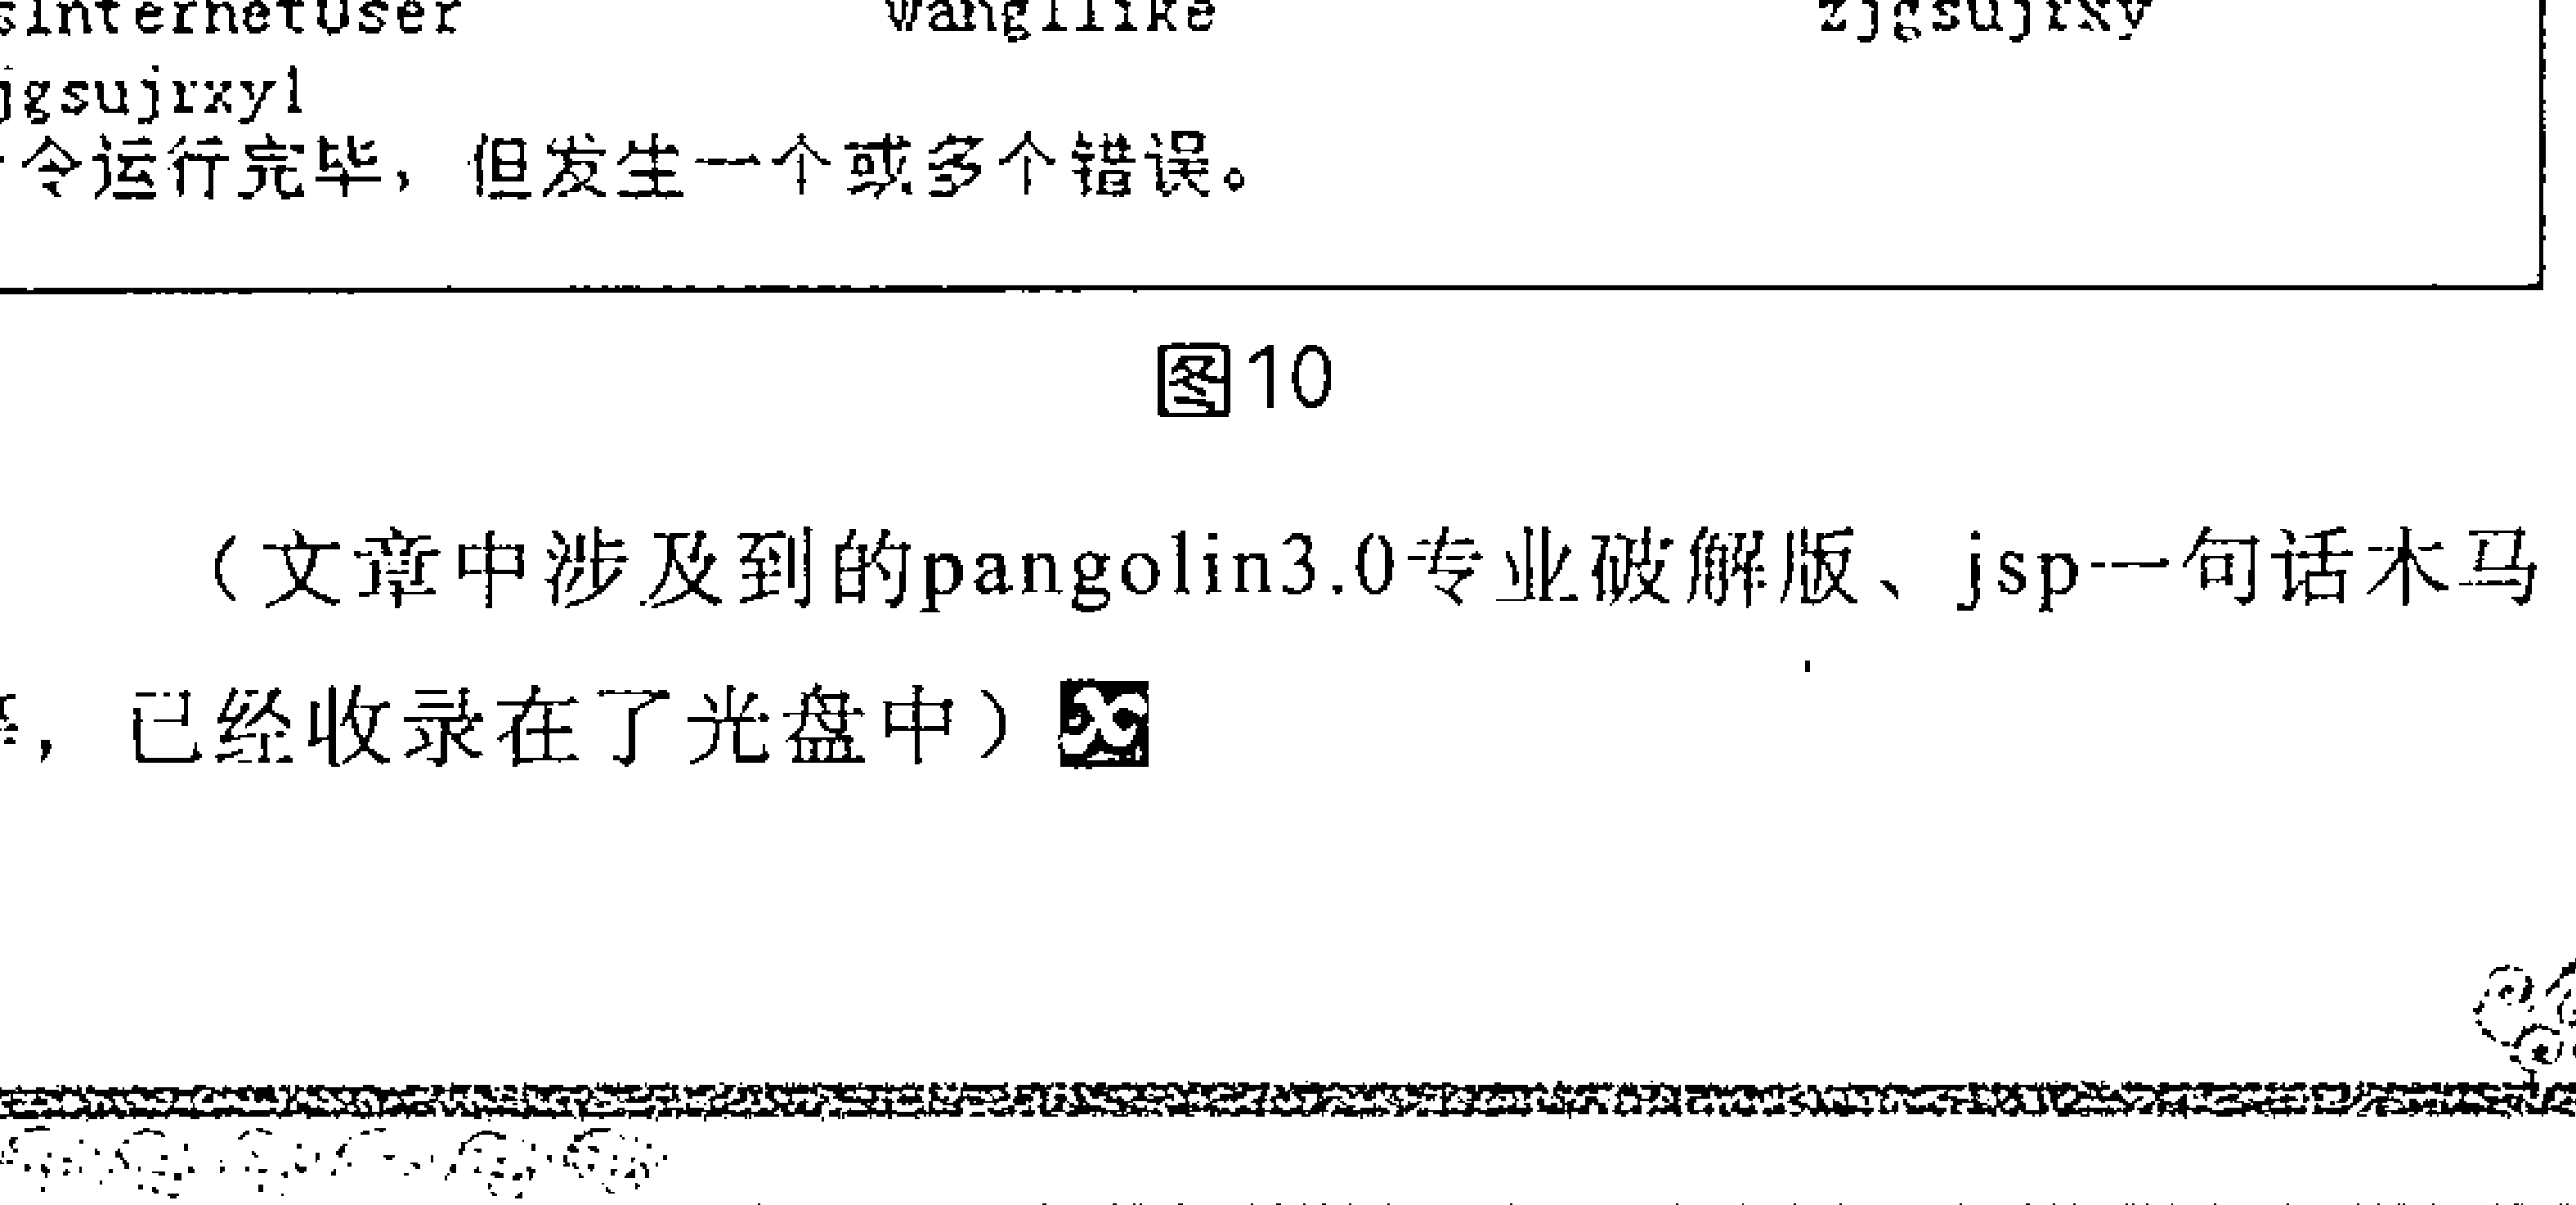 sInternetUser wangllike zjgsujrxy
jgsujrxy1
令运行完毕，但发生一个或多个错误。
图10
（文章中涉及到的pangolin3.0专业破解版、jsp一句话木马
等，已经收录在了光盘中）